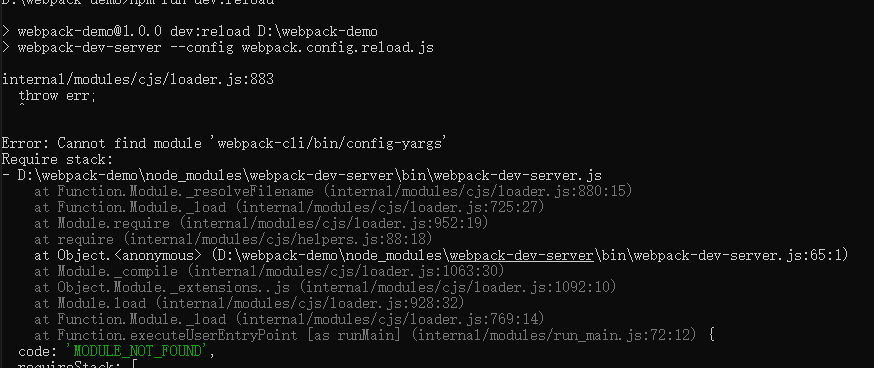 D:\webpack-demo>npm run dev:reload
> webpack-demo@1.0.0 dev:reload D:\webpack-demo
> webpack-dev-server --config webpack.config.reload.js
internal/modules/cjs/loader.js:883
  throw err;
  ^
Error: Cannot find module 'webpack-cli/bin/config-yargs'
Require stack:
- D:\webpack-demo\node_modules\webpack-dev-server\bin\webpack-dev-server.js
    at Function.Module._resolveFilename (internal/modules/cjs/loader.js:880:15)
    at Function.Module._load (internal/modules/cjs/loader.js:725:27)
    at Module.require (internal/modules/cjs/loader.js:952:19)
    at require (internal/modules/cjs/helpers.js:88:18)
    at Object.<anonymous> (D:\webpack-demo\node_modules\webpack-dev-server\bin\webpack-dev-server.js:65:1)
    at Module._compile (internal/modules/cjs/loader.js:1063:30)
    at Object.Module._extensions..js (internal/modules/cjs/loader.js:1092:10)
    at Module.load (internal/modules/cjs/loader.js:928:32)
    at Function.Module._load (internal/modules/cjs/loader.js:769:14)
    at Function.executeUserEntryPoint [as runMain] (internal/modules/run_main.js:72:12) {
  code: 'MODULE_NOT_FOUND',
  requireStack: [